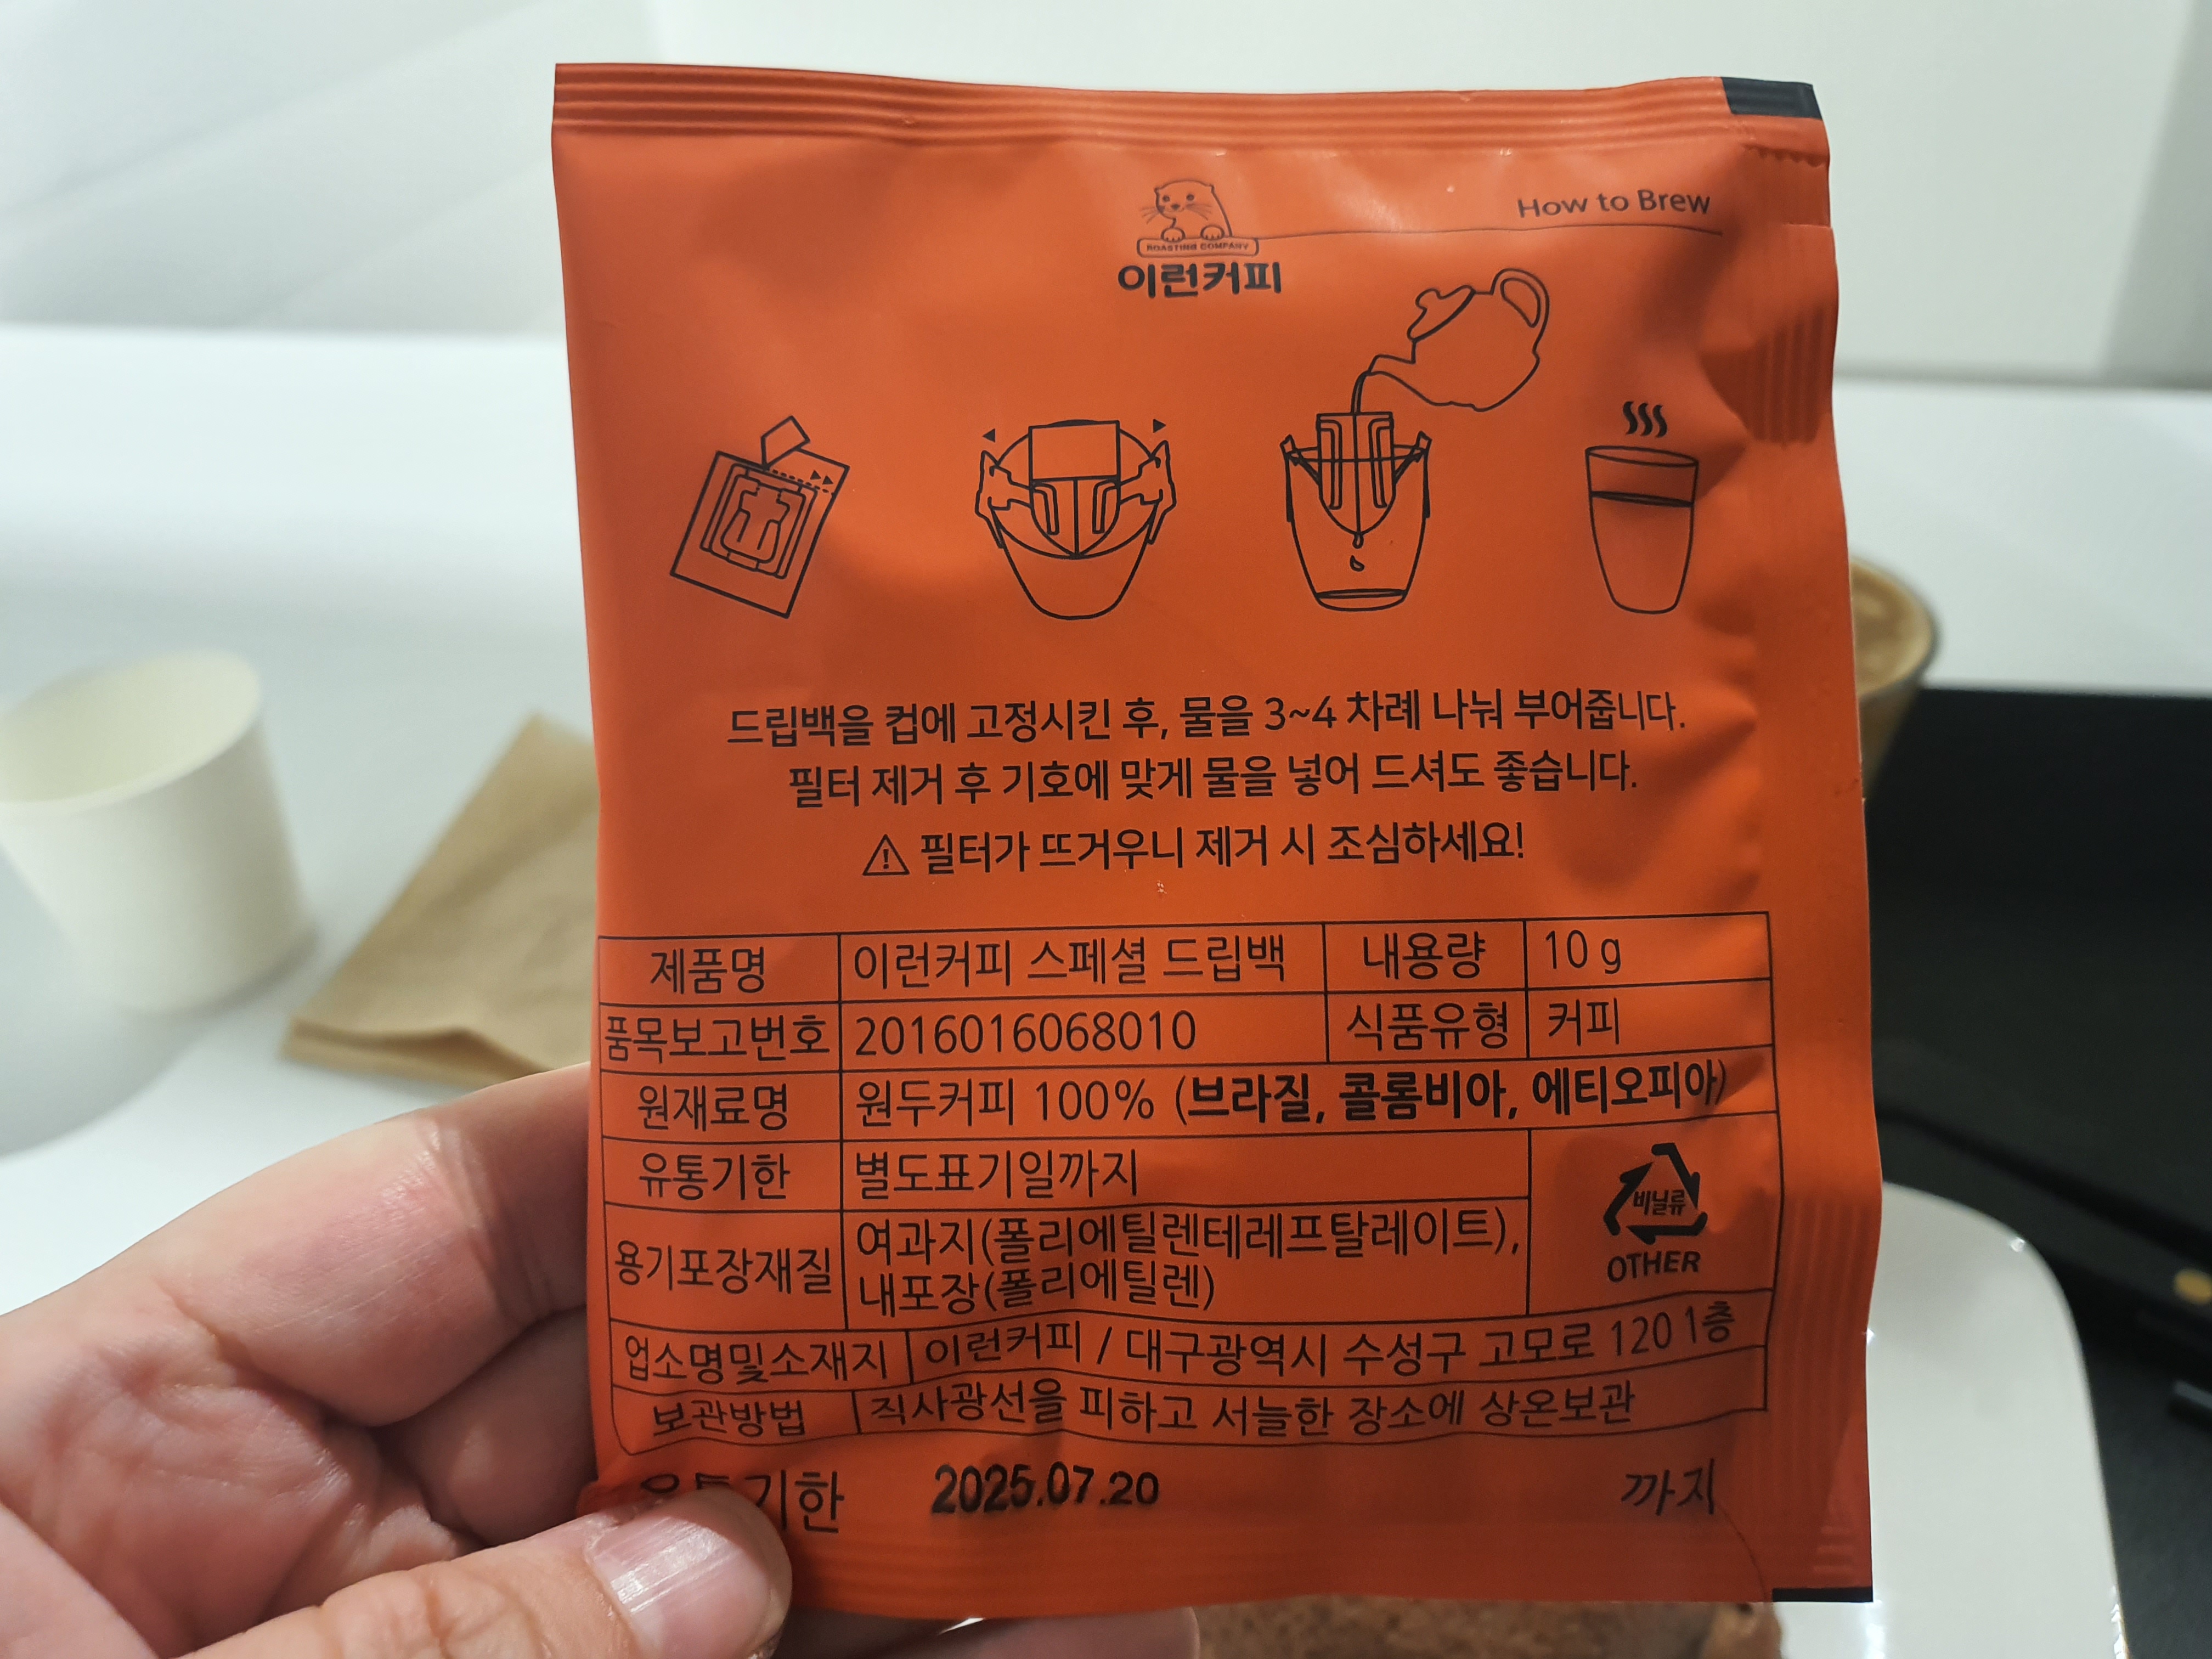 How to Brew
ROASTING COMPANY
이런커피
드립백을 컵에 고정시킨 후, 물을 3~4 차례 나눠 부어줍니다.
필터 제거 후 기호에 맞게 물을 넣어 드셔도 좋습니다.
⚠ 필터가 뜨거우니 제거 시 조심하세요!
제품명 이런커피 스페셜 드립백 내용량 10 g
품목보고번호 2016016068010 식품유형 커피
원재료명 원두커피 100% (브라질, 콜롬비아, 에티오피아)
유통기한 별도표기일까지
용기포장재질 여과지(폴리에틸렌테레프탈레이트),
내포장(폴리에틸렌)
비닐류
OTHER
업소명및소재지 이런커피 / 대구광역시 수성구 고모로 120 1층
보관방법 직사광선을 피하고 서늘한 장소에 상온보관
유통기한 2025.07.20 까지